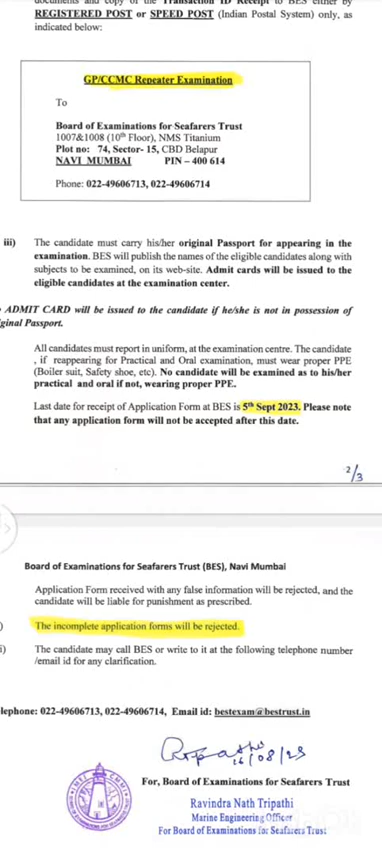 documents and copy of the Transaction ID Receipt to BES either by
REGISTERED POST or SPEED POST (Indian Postal System) only, as
indicated below:
GP/CCMC Repeater Examination
To
Board of Examinations for Seafarers Trust
1007&1008 (10th Floor), NMS Titanium
Plot no: 74, Sector- 15, CBD Belapur
NAVI MUMBAI PIN – 400 614
Phone: 022-49606713, 022-49606714
iii) The candidate must carry his/her original Passport for appearing in the
examination. BES will publish the names of the eligible candidates along with
subjects to be examined, on its web-site. Admit cards will be issued to the
eligible candidates at the examination center.
ADMIT CARD will be issued to the candidate if he/she is not in possession of
ginal Passport.
All candidates must report in uniform, at the examination centre. The candidate
, if reappearing for Practical and Oral examination, must wear proper PPE
(Boiler suit, Safety shoe, etc). No candidate will be examined as to his/her
practical and oral if not, wearing proper PPE.
Last date for receipt of Application Form at BES is 5th Sept 2023. Please note
that any application form will not be accepted after this date.
2/3
Board of Examinations for Seafarers Trust (BES), Navi Mumbai
Application Form received with any false information will be rejected, and the
candidate will be liable for punishment as prescribed.
) The incomplete application forms will be rejected.
i) The candidate may call BES or write to it at the following telephone number
/email id for any clarification.
lephone: 022-49606713, 022-49606714, Email id: bestexam@bestrust.in
16/08/23
For, Board of Examinations for Seafarers Trust
Ravindra Nath Tripathi
Marine Engineering Officer
For Board of Examinations for Seafarers Trust